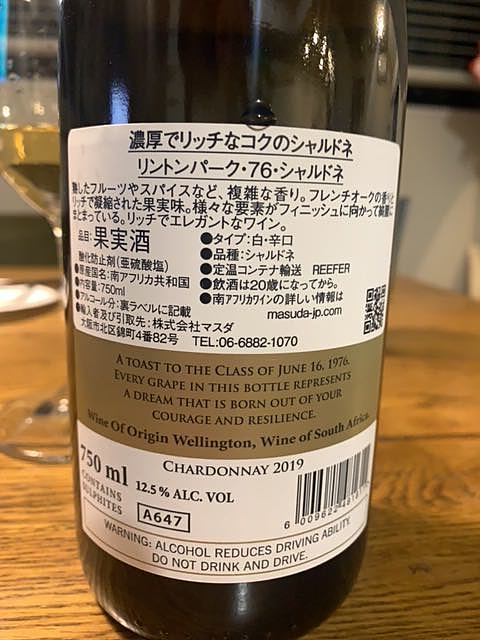 濃厚でリッチなコクのシャルドネ
リントンパーク・76・シャルドネ
熟したフルーツやスパイスなど、複雑な香り。フレンチオークの香りと
リッチで凝縮された果実味。様々な要素がフィニッシュに向かって綺麗に
まとまっている。リッチでエレガントなワイン。
品目：果実酒
酸化防止剤(亜硫酸塩)
●原産国名：南アフリカ共和国
●内容量：750ml
●アルコール分：裏ラベルに記載
●輸入者及び引取先：株式会社マスダ
大阪市北区錦町4番82号 TEL:06-6882-1070
●タイプ：白・辛口
●品種：シャルドネ
●定温コンテナ輸送 REEFER
●飲酒は20歳になってから。
●南アフリカワインの詳しい情報は
masuda-jp.com
A TOAST TO THE CLASS OF JUNE 16, 1976.
EVERY GRAPE IN THIS BOTTLE REPRESENTS
A DREAM THAT IS BORN OUT OF YOUR
COURAGE AND RESILIENCE.
Wine Of Origin Wellington, Wine of South Africa.
CHARDONNAY 2019
750 ml
CONTAINS
SULPHITES
12.5% ALC. VOL
A647
WARNING: ALCOHOL REDUCES DRIVING ABILITY.
DO NOT DRINK AND DRIVE.